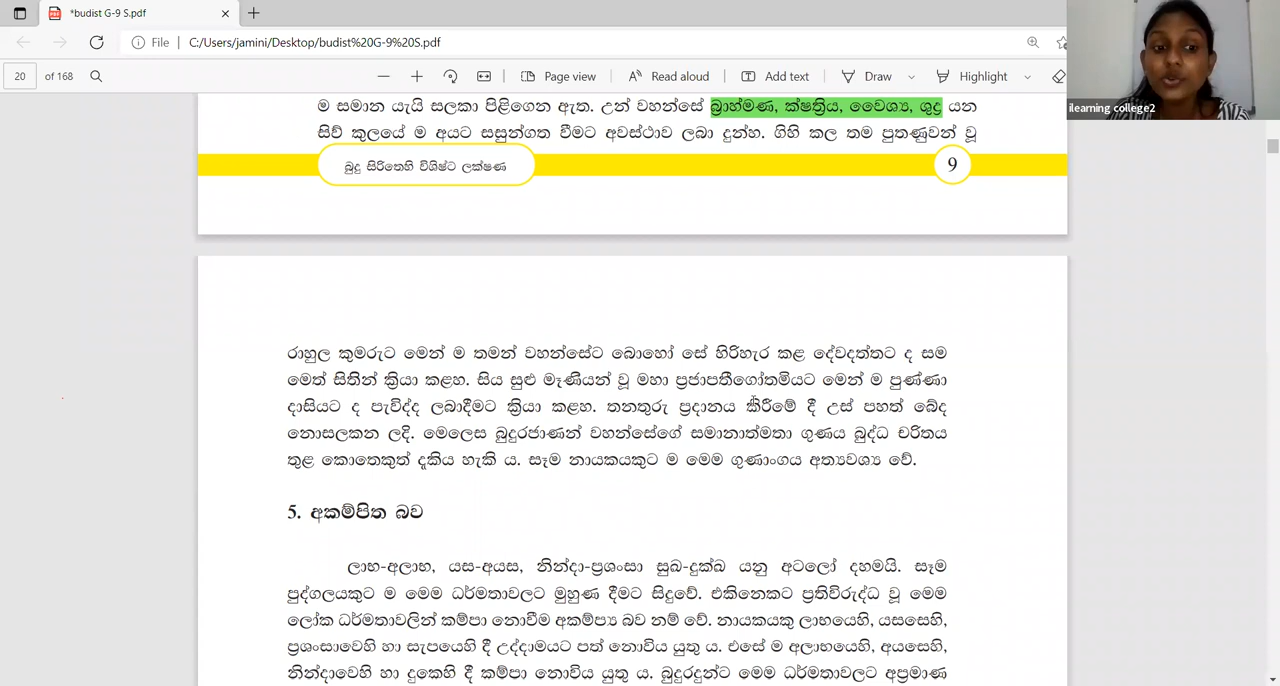 *budist G-9 S.pdf
File | C:/Users/jamini/Desktop/budist%20G-9%20S.pdf
20 of 168
Page view
Read aloud
Add text
Draw
Highlight
ilearning college2
ම සමාන යැයි සලකා පිළිගෙන ඇත. උන් වහන්සේ බ්‍රාහ්මණ, ක්ෂත්‍රිය, වෛශ්‍ය, ශුද්‍ර යන
සිව් කුලයේ ම අයට සසුන්ගත වීමට අවස්ථාව ලබා දුන්හ. ගිහි කල තම පුතණුවන් වූ
බුදු සිරිතෙහි විශිෂ්ට ලක්ෂණ
9
රාහුල කුමරුට මෙන් ම තමන් වහන්සේට බොහෝ සේ හිරිහැර කළ දේවදත්තට ද සම
මෙත් සිතින් ක්‍රියා කළහ. සිය සුළු මෑණියන් වූ මහා ප්‍රජාපතීගෝතමියට මෙන් ම පුණ්ණා
දාසියට ද පැවිද්ද ලබාදීමට ක්‍රියා කළහ. තනතුරු ප්‍රදානය කිරීමේ දී උස් පහත් බේද
නොසලකන ලදි. මෙලෙස බුදුරජාණන් වහන්සේගේ සමානාත්මතා ගුණය බුද්ධ චරිතය
තුළ කොතෙකුත් දැකිය හැකි ය. සෑම නායකයකුට ම මෙම ගුණාංගය අත්‍යවශ්‍ය වේ.
5. අකම්පිත බව
ලාභ-අලාභ, යස-අයස, නින්දා-ප්‍රශංසා සුඛ-දුක්ඛ යනු අටලෝ දහමයි. සෑම
පුද්ගලයකුට ම මෙම ධර්මතාවලට මුහුණ දීමට සිදුවේ. එකිනෙකට ප්‍රතිවිරුද්ධ වූ මෙම
ලෝක ධර්මතාවලින් කම්පා නොවීම අකම්ප්‍ය බව නම් වේ. නායකයකු ලාභයෙහි, යසසෙහි,
ප්‍රශංසාවෙහි හා සැපයෙහි දී උද්දාමයට පත් නොවිය යුතු ය. එසේ ම අලාභයෙහි, අයසෙහි,
නින්දාවෙහි හා දුකෙහි දී කම්පා නොවිය යුතු ය. බුදුරදුන්ට මෙම ධර්මතාවලට අප්‍රමාණ